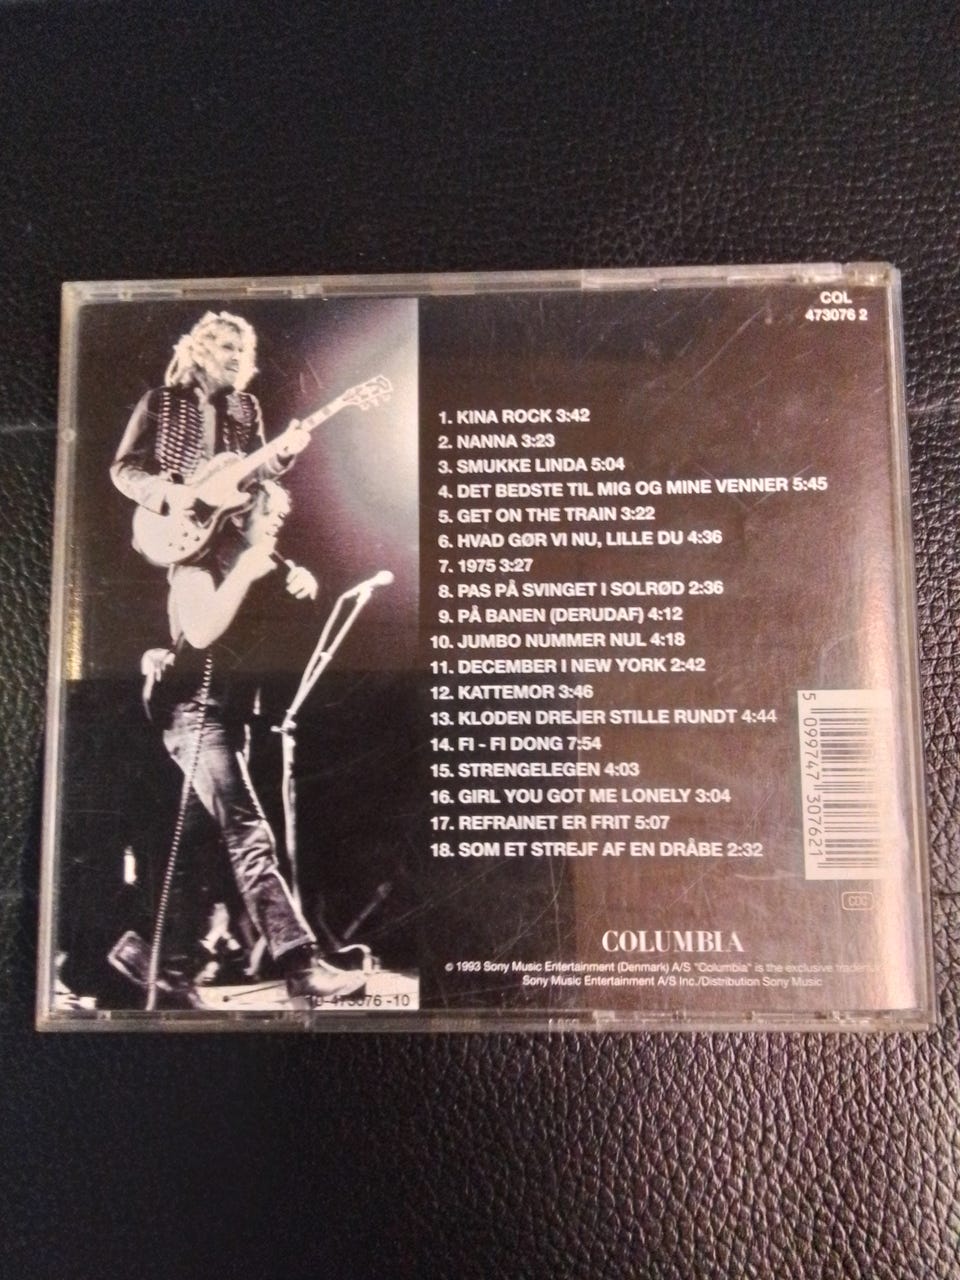 COL
473076 2
1. KINA ROCK 3:42
2. NANNA 3:23
3. SMUKKE LINDA 5:04
4. DET BEDSTE TIL MIG OG MINE VENNER 5:45
5. GET ON THE TRAIN 3:22
6. HVAD GØR VI NU, LILLE DU 4:36
7. 1975 3:27
8. PAS PÅ SVINGET I SOLRØD 2:36
9. PÅ BANEN (DERUDAF) 4:12
10. JUMBO NUMMER NUL 4:18
11. DECEMBER I NEW YORK 2:42
12. KATTEMOR 3:46
13. KLODEN DREJER STILLE RUNDT 4:44
14. FI - FI DONG 7:54
15. STRENGELEGEN 4:03
16. GIRL YOU GOT ME LONELY 3:04
17. REFRAINET ER FRIT 5:07
18. SOM ET STREJF AF EN DRÅBE 2:32
5 099747 307621
CDC
COLUMBIA
© 1993 Sony Music Entertainment (Denmark) A/S "Columbia" is the exclusive
Sony Music Entertainment A/S Inc./Distribution Sony Music
10-473076 -10